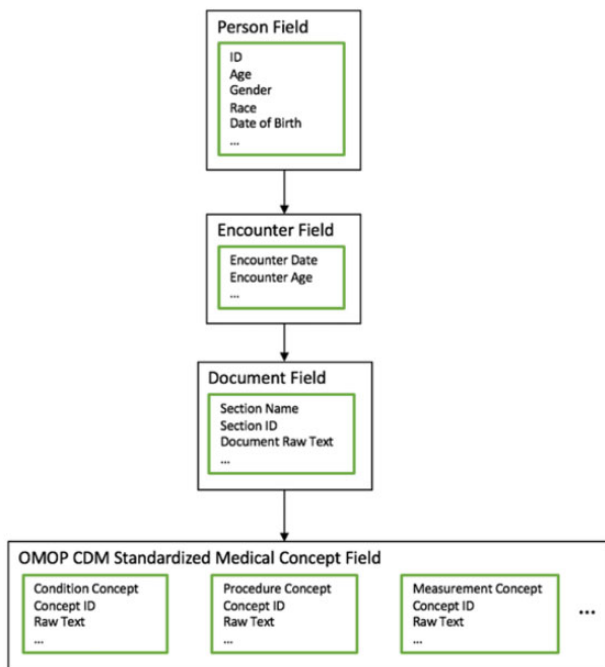 Person Field
ID
Age
Gender
Race
Date of Birth
...
Encounter Field
Encounter Date
Encounter Age
...
Document Field
Section Name
Section ID
Document Raw Text
...
OMOP CDM Standardized Medical Concept Field
Condition Concept
Concept ID
Raw Text
...
Procedure Concept
Concept ID
Raw Text
...
Measurement Concept
Concept ID
Raw Text
...
...